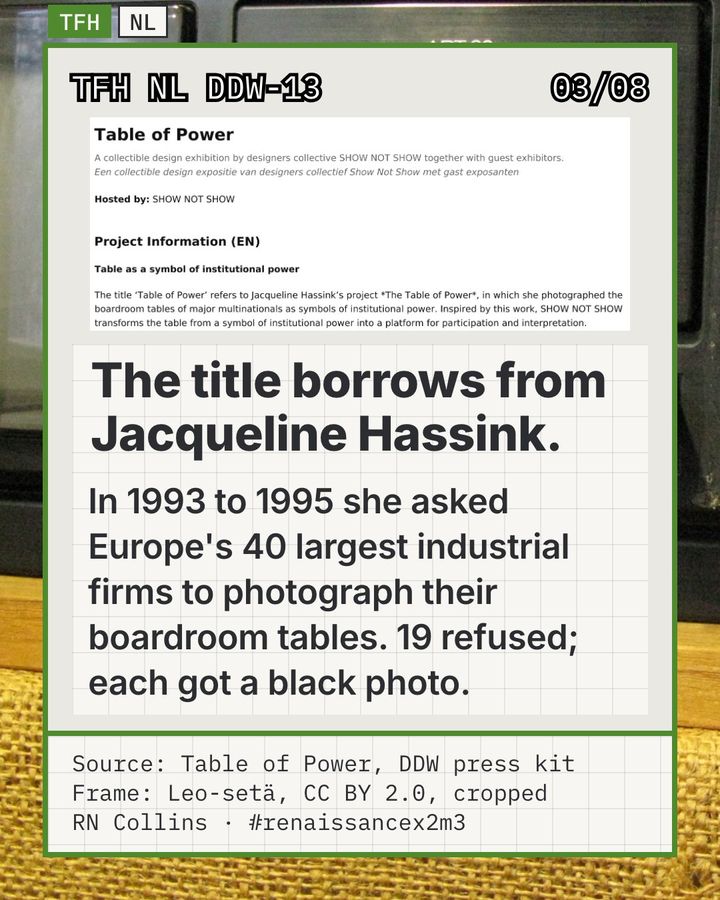 TFH NL
TFH NL DDW-13 03/08
Table of Power
A collectible design exhibition by designers collective SHOW NOT SHOW together with guest exhibitors.
Een collectible design expositie van designers collectief Show Not Show met gast exposanten
Hosted by: SHOW NOT SHOW
Project Information (EN)
Table as a symbol of institutional power
The title ‘Table of Power’ refers to Jacqueline Hassink’s project *The Table of Power*, in which she photographed the
boardroom tables of major multinationals as symbols of institutional power. Inspired by this work, SHOW NOT SHOW
transforms the table from a symbol of institutional power into a platform for participation and interpretation.
The title borrows from
Jacqueline Hassink.
In 1993 to 1995 she asked
Europe's 40 largest industrial
firms to photograph their
boardroom tables. 19 refused;
each got a black photo.
Source: Table of Power, DDW press kit
Frame: Leo-setä, CC BY 2.0, cropped
RN Collins · #renaissancex2m3